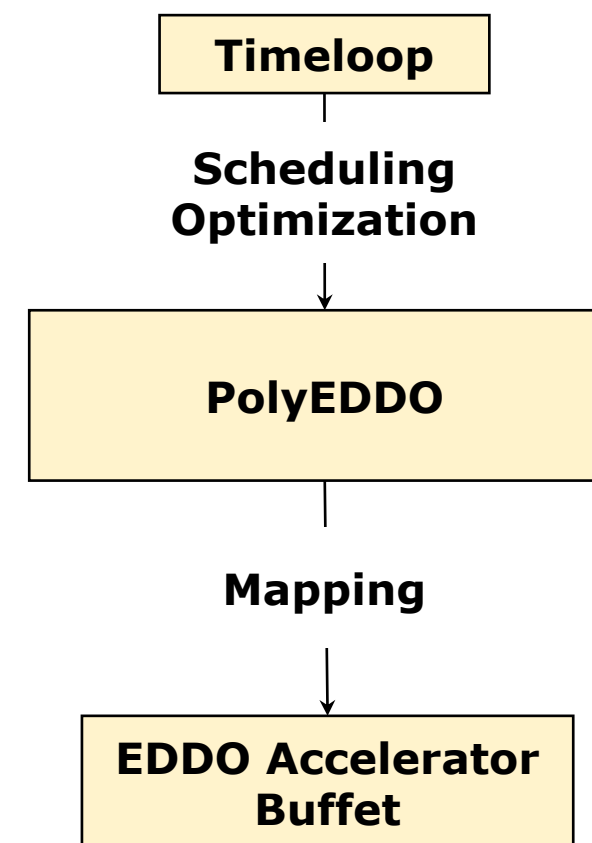 Timeloop
Scheduling
Optimization
PolyEDDO
Mapping
EDDO Accelerator
Buffet